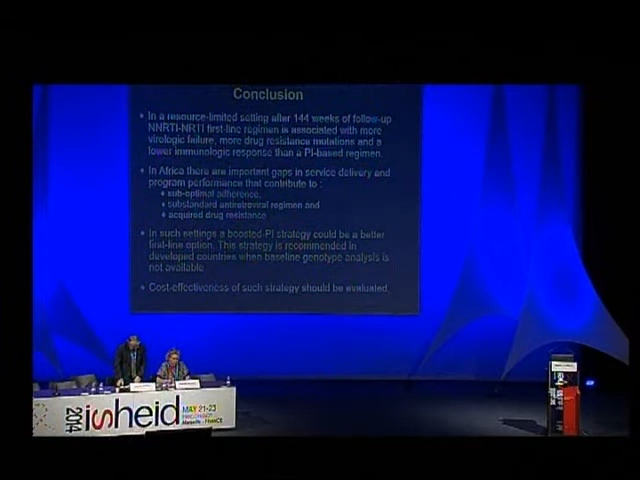 Conclusion
In a resource-limited setting after 144 weeks of follow-up
NNRTI-NRTI first-line regimen is associated with more
virologic failure, more drug resistance mutations and a
lower immunologic response than a PI-based regimen.
In Africa there are important gaps in service delivery and
program performance that contribute to :
sub-optimal adherence,
substandard antiretroviral regimen and
acquired drug resistance
In such settings a boosted-PI strategy could be a better
first-line option. This strategy is recommended in
developed countries when baseline genotype analysis is
not available
Cost-effectiveness of such strategy should be evaluated.
2014
isheid
MAY 21-23
Marseille - FRANCE